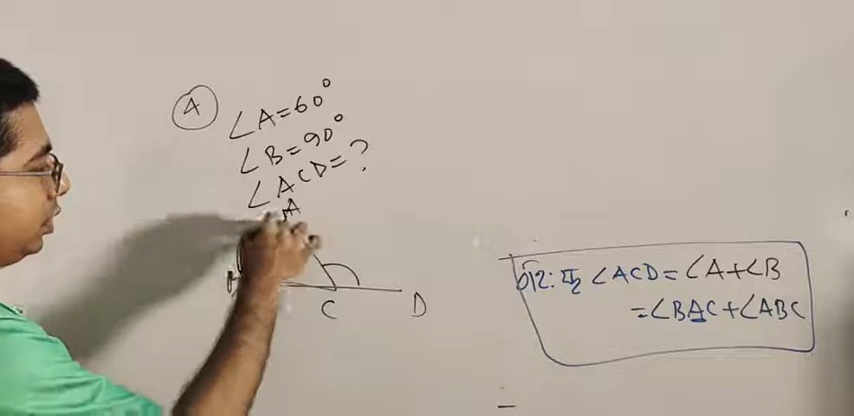 4
∠A=60°
∠B=90°
∠ACD=?
A
C
D
∠ACD=∠A+∠B
=∠BAC+∠ABC